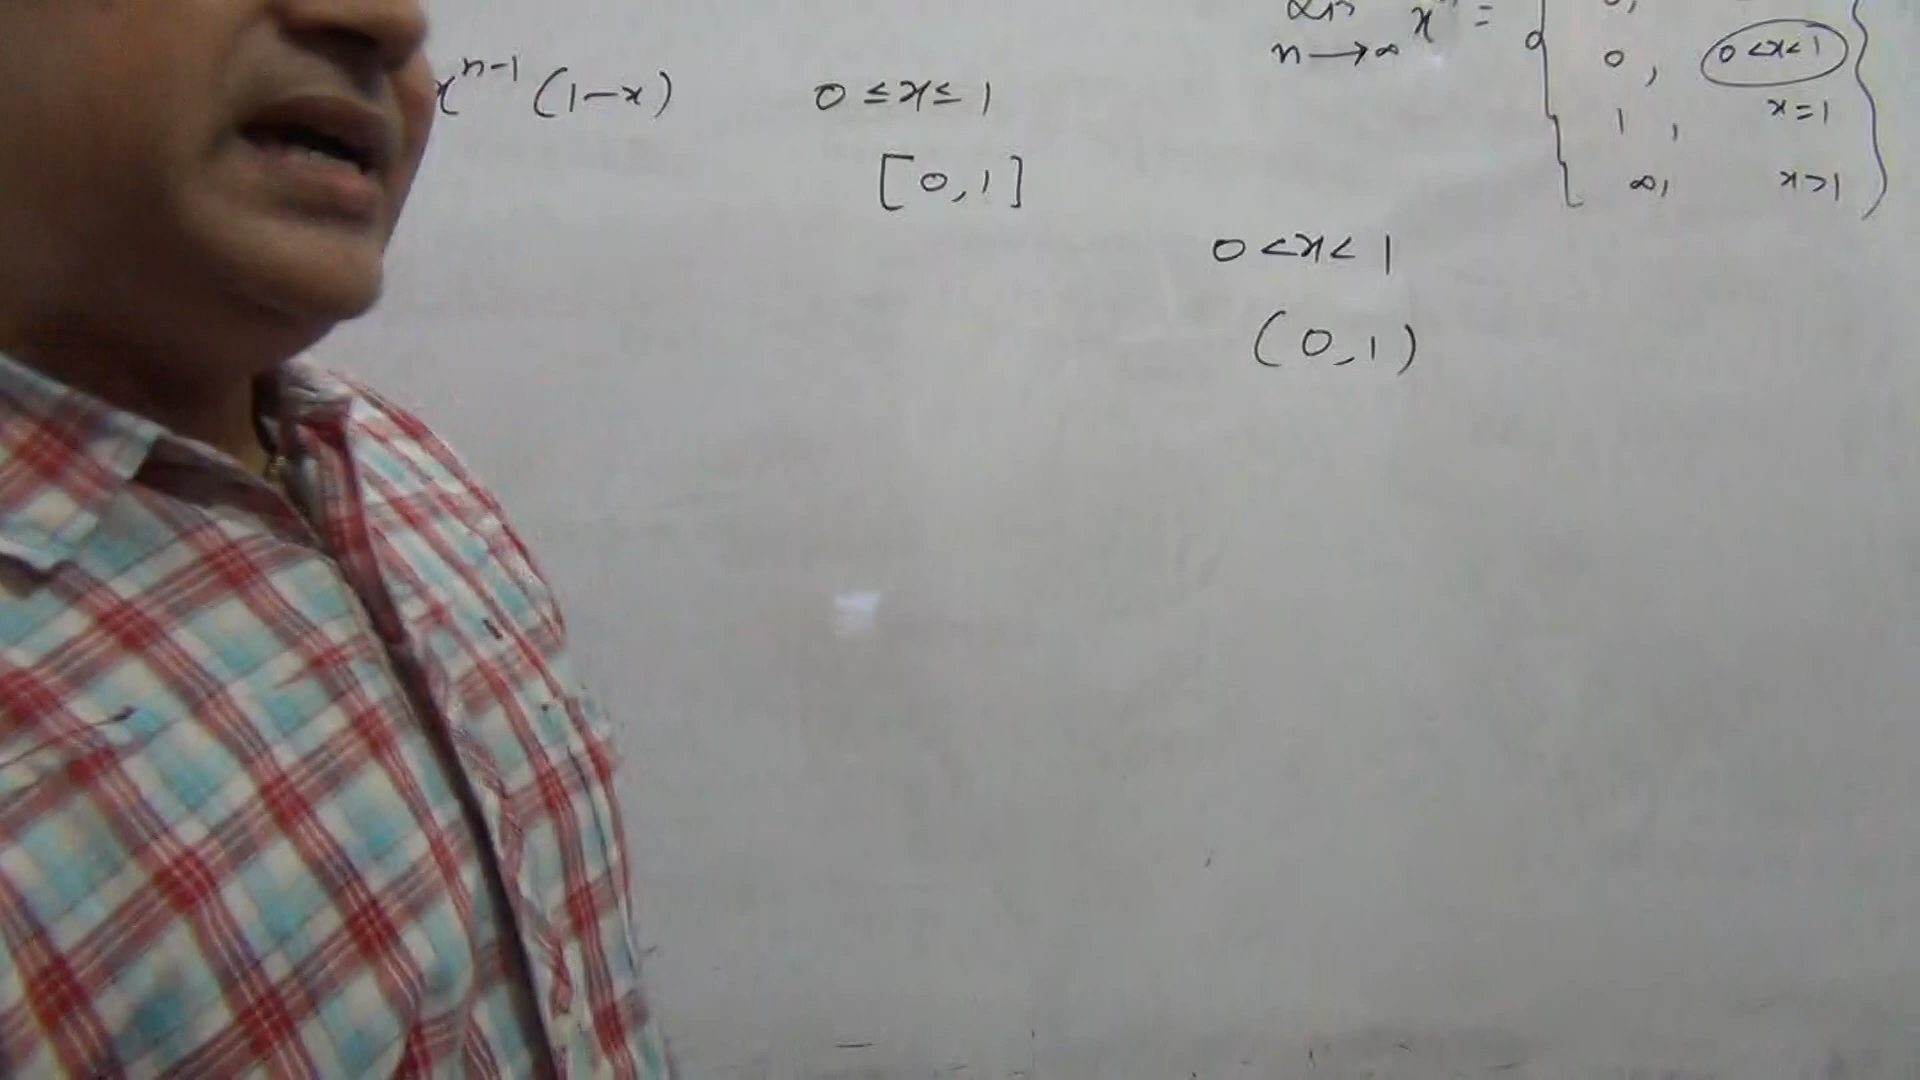 x^{n-1} (1-x)    0 ≤ x ≤ 1
[0,1]
n→∞ x =
0, 0<x<1
1, x=1
∞, x>1
0 < x < 1
(0,1)